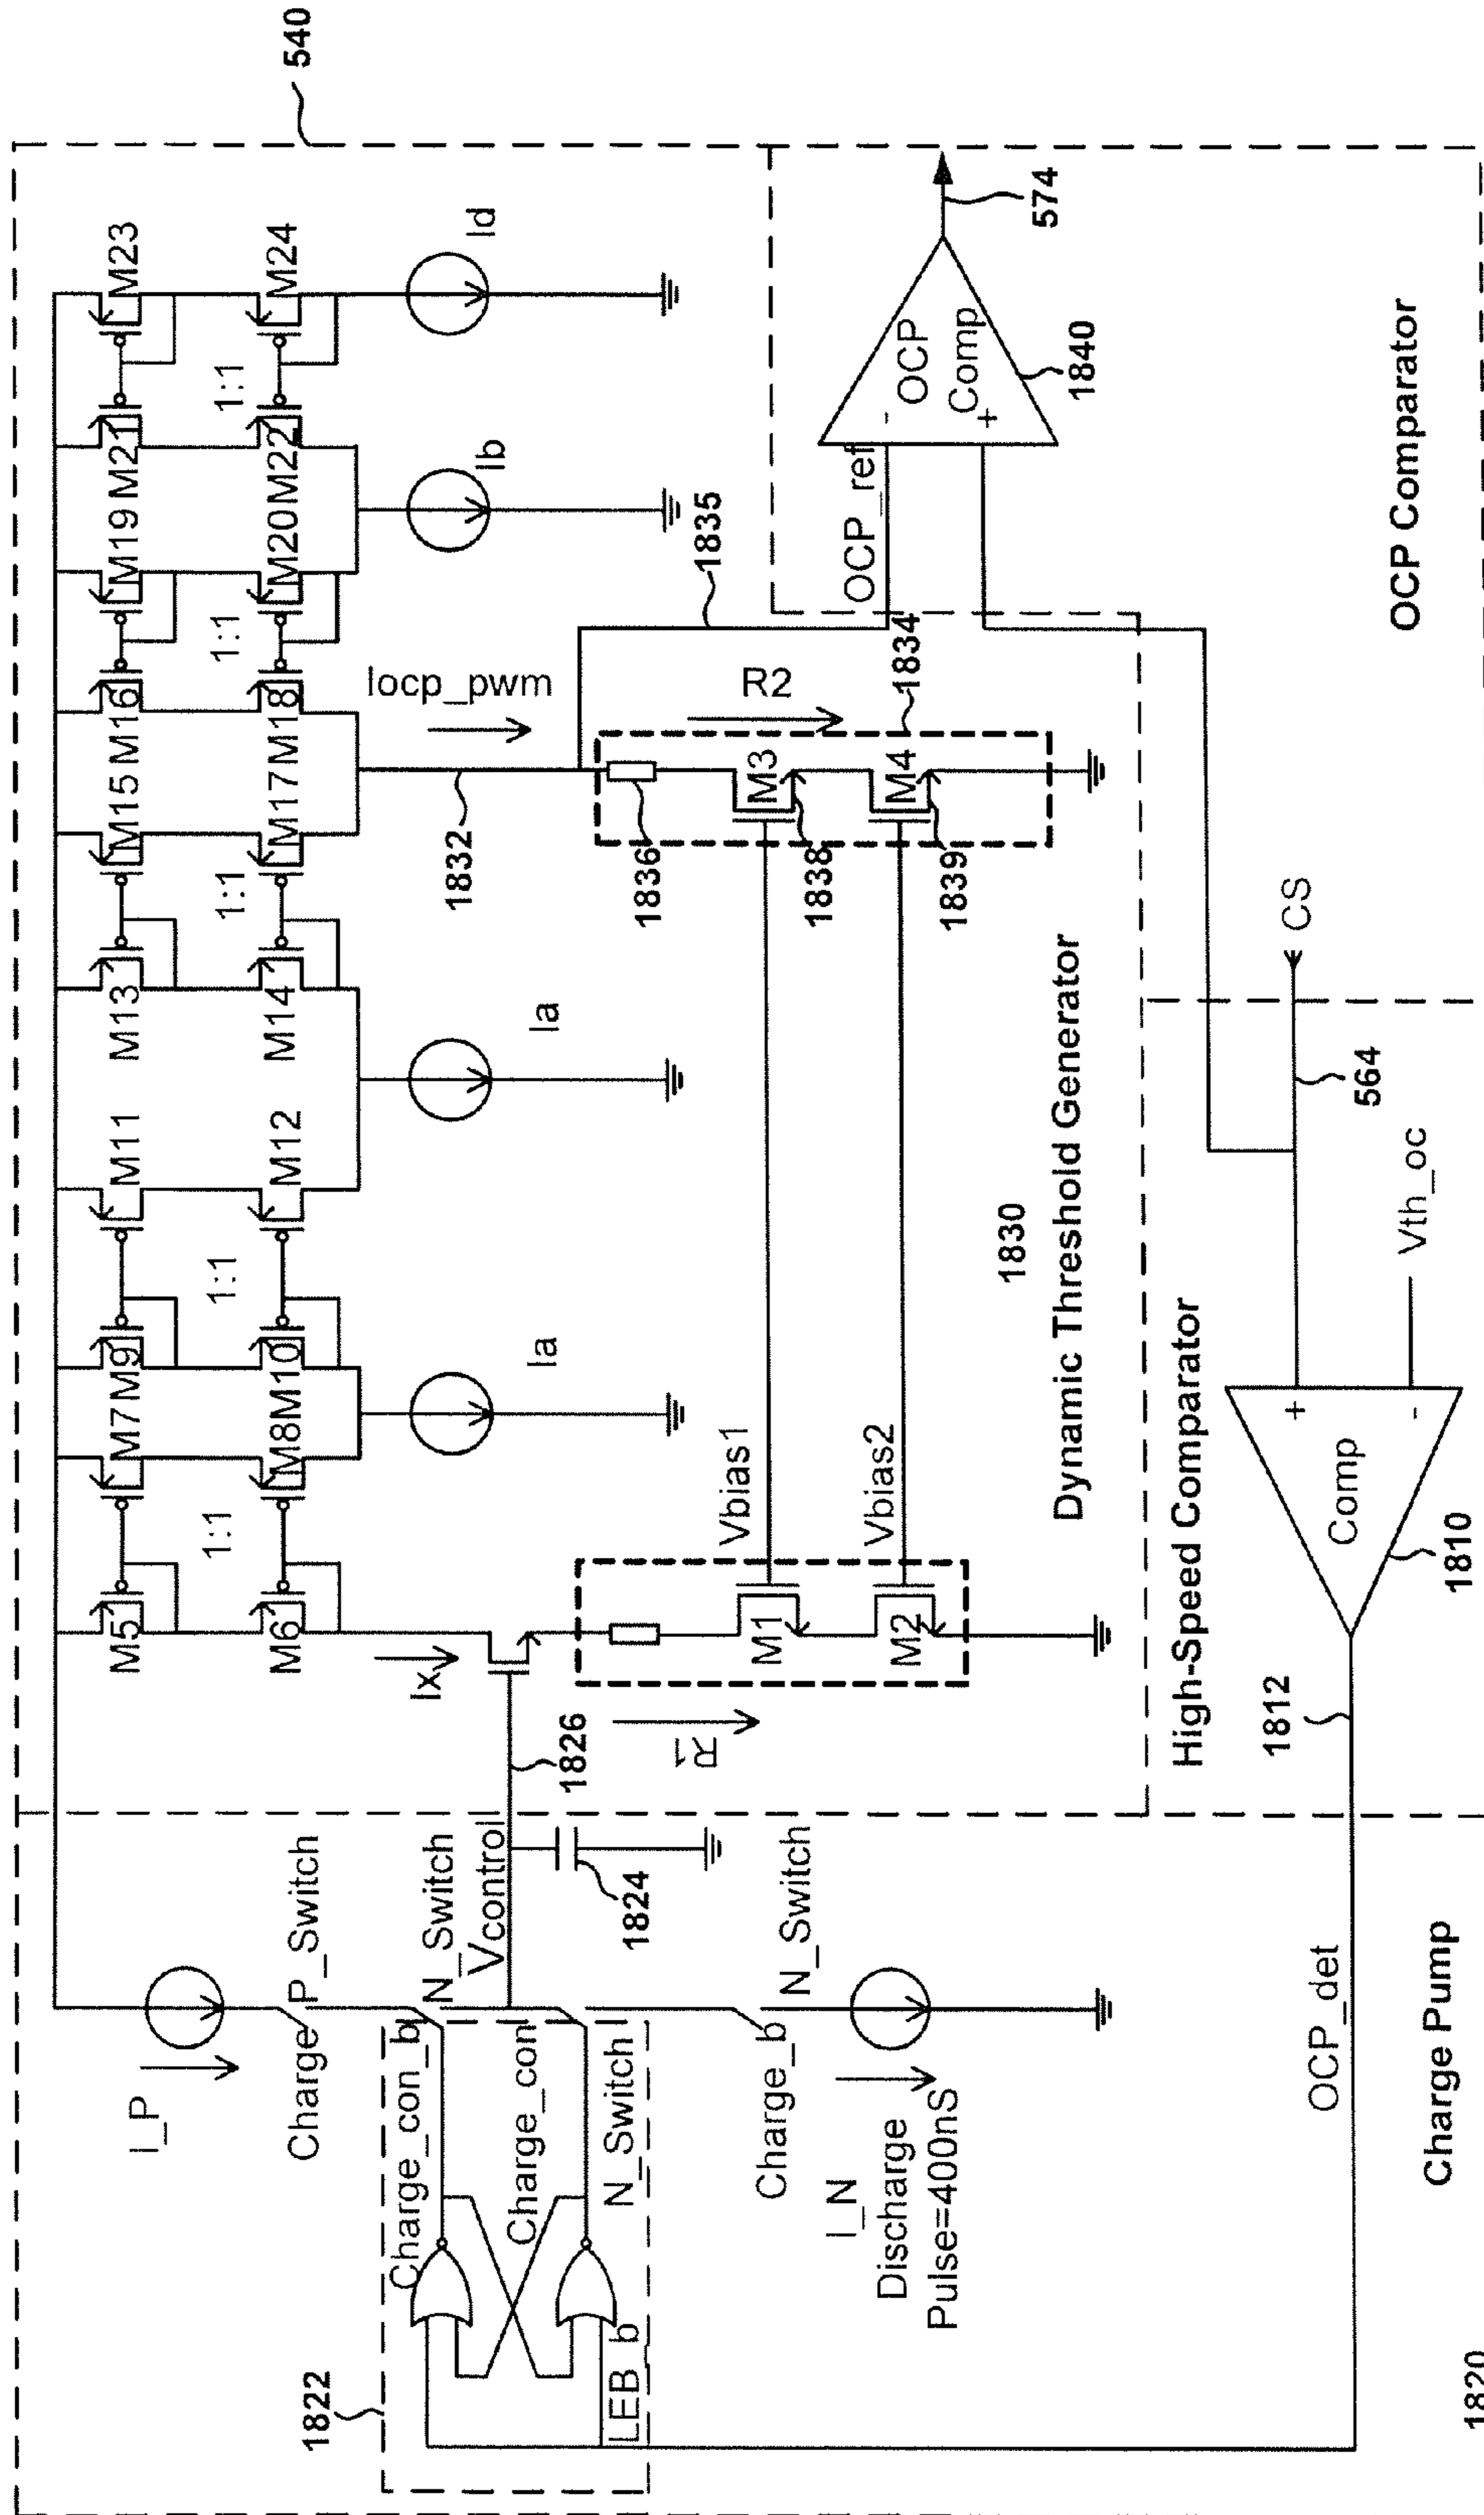 540
M23
M24
Id
1:1
M19 M21
M20 M22
Ib
1:1
M15 M16
M17 M18
Iocp_pwm
1832
1835
OCP_ref
-
OCP
Comp
+
1840
574
OCP Comparator
R2
1834
1836
M3
1838
M4
1839
1:1
M13
M14
Ia
M11
M12
1:1
M7 M9
M8 M10
Ia
1:1
M5
M6
Ix
1826
R1
M1
M2
Vbias1
Vbias2
1830
Dynamic Threshold Generator
High-Speed Comparator
CS
564
Vth_oc
+
-
Comp
1810
1812
I_P
Charge
P_Switch
N_Switch
Vcontrol
1824
N_Switch
Charge_con_b
Charge_con
N_Switch
Charge_b
I_N
Discharge
Pulse=400nS
1822
LEB_b
OCP_det
Charge Pump
1820